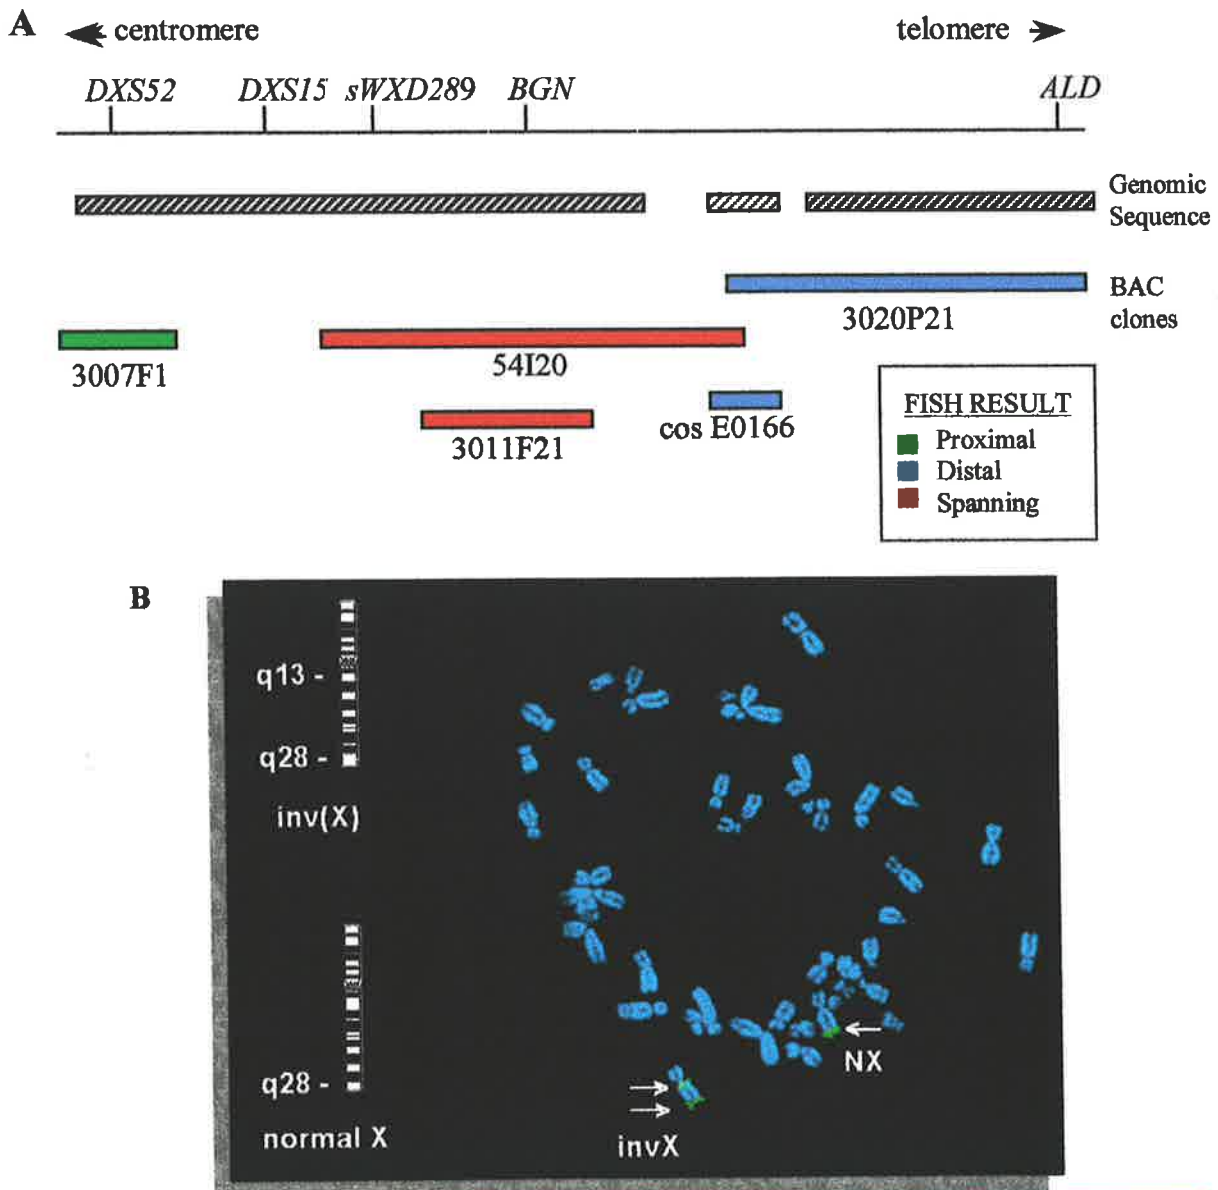 A
centromere
telomere
DXS52 DXS15 sWXD289 BGN ALD
Genomic
Sequence
BAC
clones
3020P21
3007F1
54I20
cos E0166
3011F21
FISH RESULT
Proximal
Distal
Spanning
B
q13 -
q28 -
inv(X)
q28 -
normal X
NX
invX